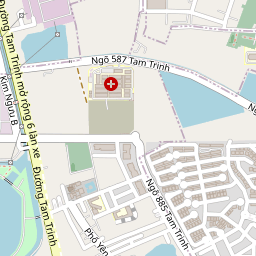 Ngõ 587 Tam Trinh
Đường Tam Trinh mở rộng 6 làn xe
Kim Ngưu B
Đường Tam Trinh
Ngõ 885 Tam Trinh
Phố Yên